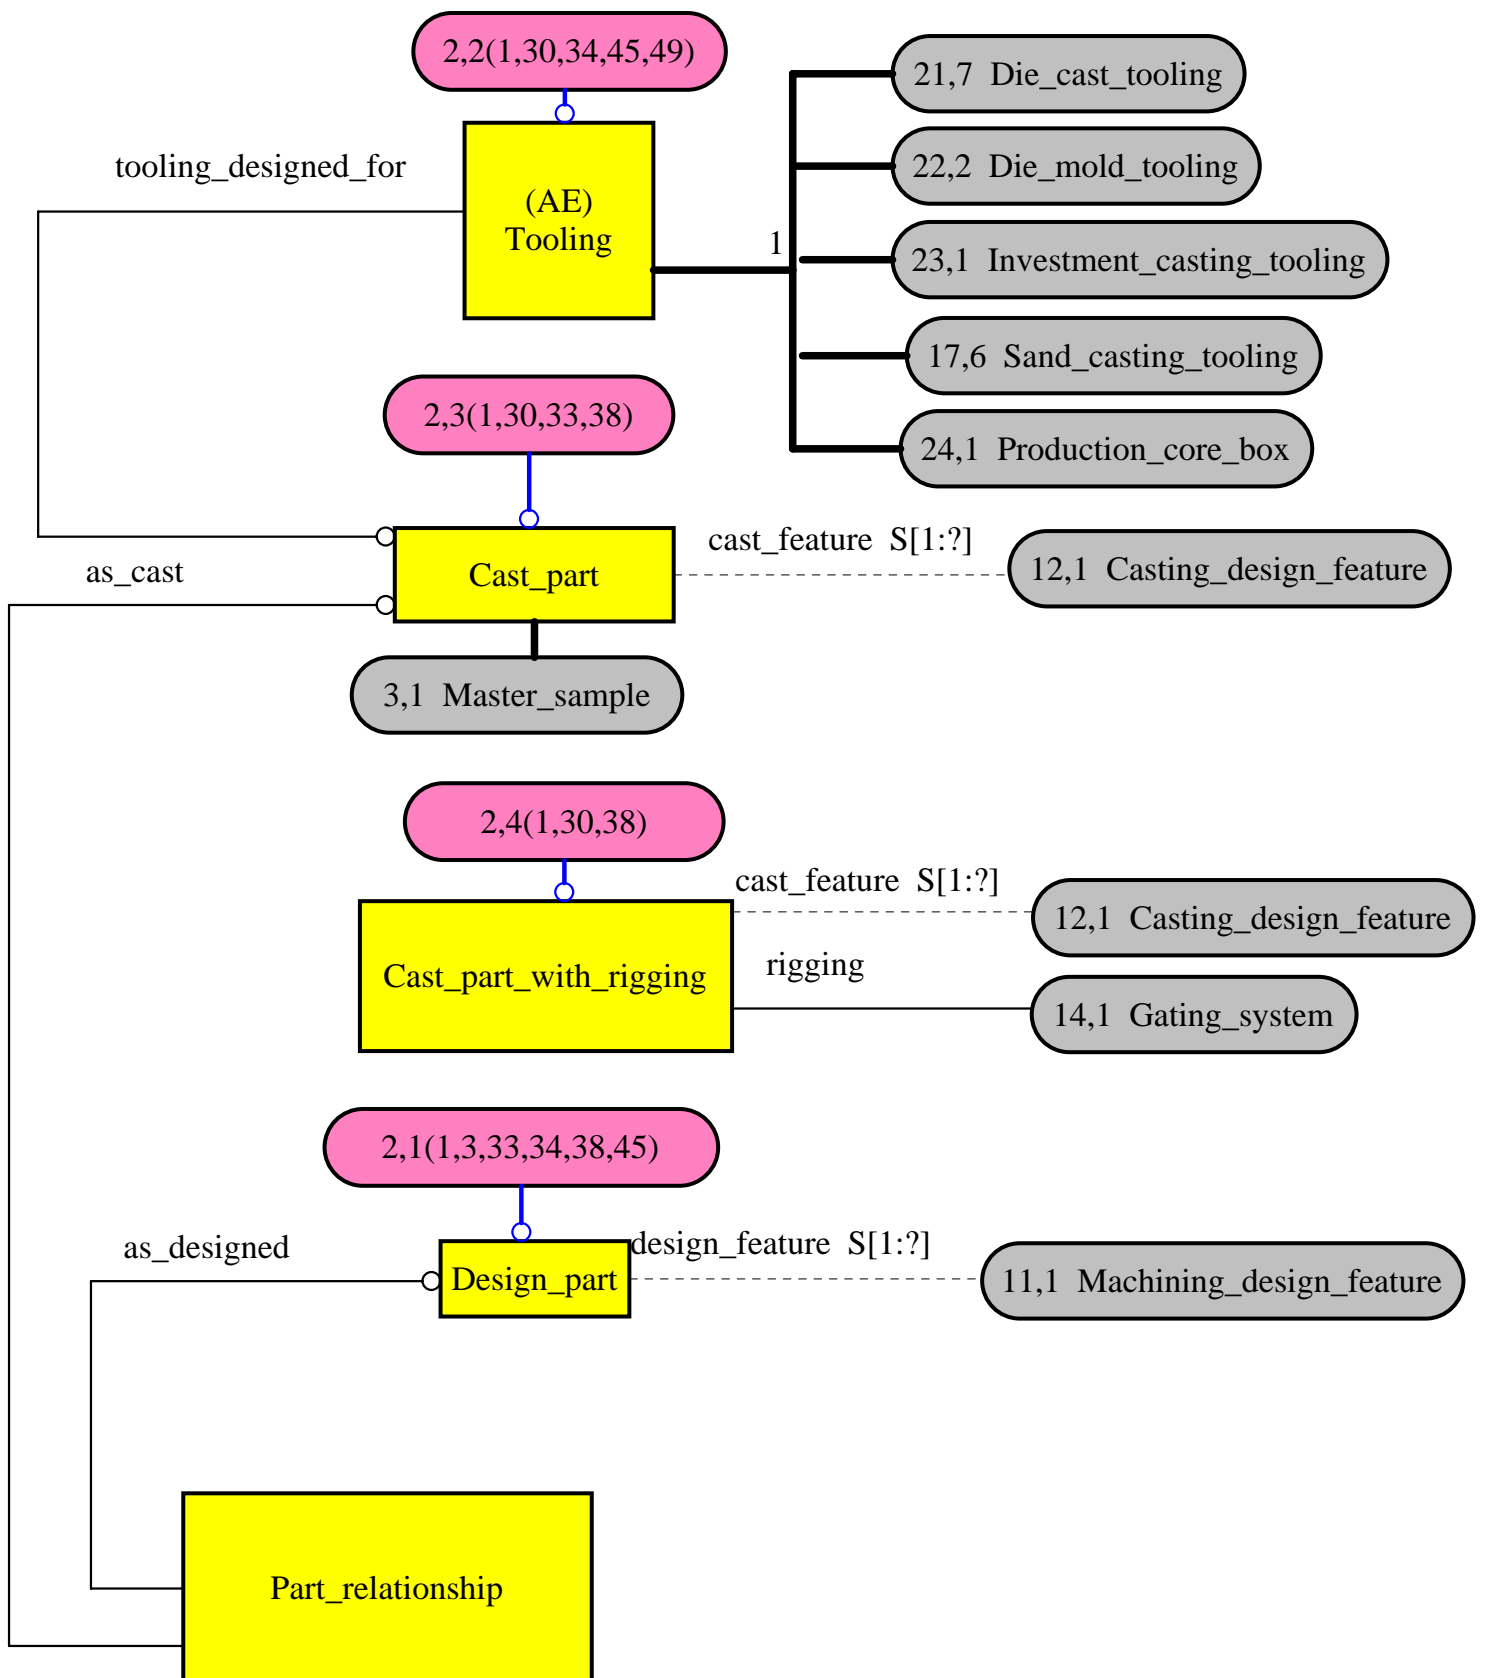 2,2(1,30,34,45,49)
21,7 Die_cast_tooling
tooling_designed_for
22,2 Die_mold_tooling
(AE)
Tooling
1
23,1 Investment_casting_tooling
17,6 Sand_casting_tooling
2,3(1,30,33,38)
24,1 Production_core_box
cast_feature S[1:?]
as_cast
Cast_part
12,1 Casting_design_feature
3,1 Master_sample
2,4(1,30,38)
cast_feature S[1:?]
12,1 Casting_design_feature
Cast_part_with_rigging
rigging
14,1 Gating_system
2,1(1,3,33,34,38,45)
as_designed
design_feature S[1:?]
Design_part
11,1 Machining_design_feature
Part_relationship